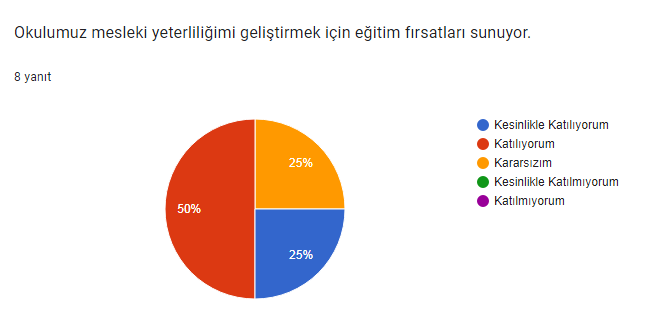 Okulumuz mesleki yeterliliğimi geliştirmek için eğitim fırsatları sunuyor.
8 yanıt
Kesinlikle Katılıyorum
Katılıyorum
Kararsızım
Kesinlikle Katılmıyorum
Katılmıyorum
25%
50%
25%